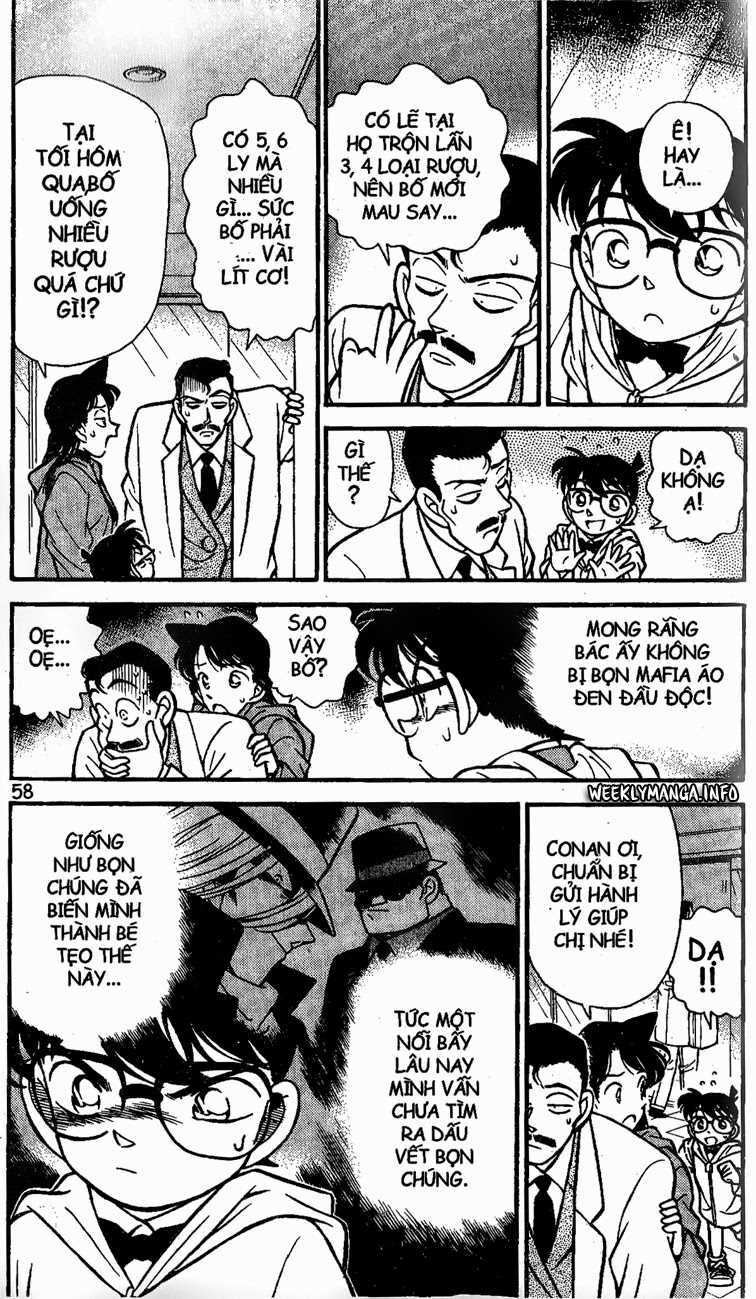 TẠI
TỐI HÔM
QUA,BỐ
UỐNG
NHIỀU
RƯỢU
QUÁ CHỨ
GÌ!?
CÓ 5, 6
LY MÀ
NHIỀU
GÌ... SỨC
BỐ PHẢI
.... VÀI
LÍT CƠ!
CÓ LẼ TẠI
HỌ TRỘN LẪN
3, 4 LOẠI RƯỢU,
NÊN BỐ MỚI
MAU SAY...
Ê!
HAY
LÀ...
GÌ
THẾ
?
DẠ
KHÔNG
Ạ!
OẸ...
OẸ...
SAO
VẬY
BỐ?
MONG RẰNG
BÁC ẤY KHÔNG
BỊ BỌN MAFIA ÁO
ĐEN ĐẦU ĐỘC!
58
WEEKLYMANGA.INFO
GIỐNG
NHƯ BỌN
CHÚNG ĐÃ
BIẾN MÌNH
THÀNH BÉ
TẸO THẾ
NÀY...
TỨC MỘT
NỖI BẤY
LÂU NAY
MÌNH VẪN
CHƯA TÌM
RA DẤU
VẾT BỌN
CHÚNG.
CONAN ƠI,
CHUẨN BỊ
GỬI HÀNH
LÝ GIÚP
CHỊ NHÉ!
DẠ
!!